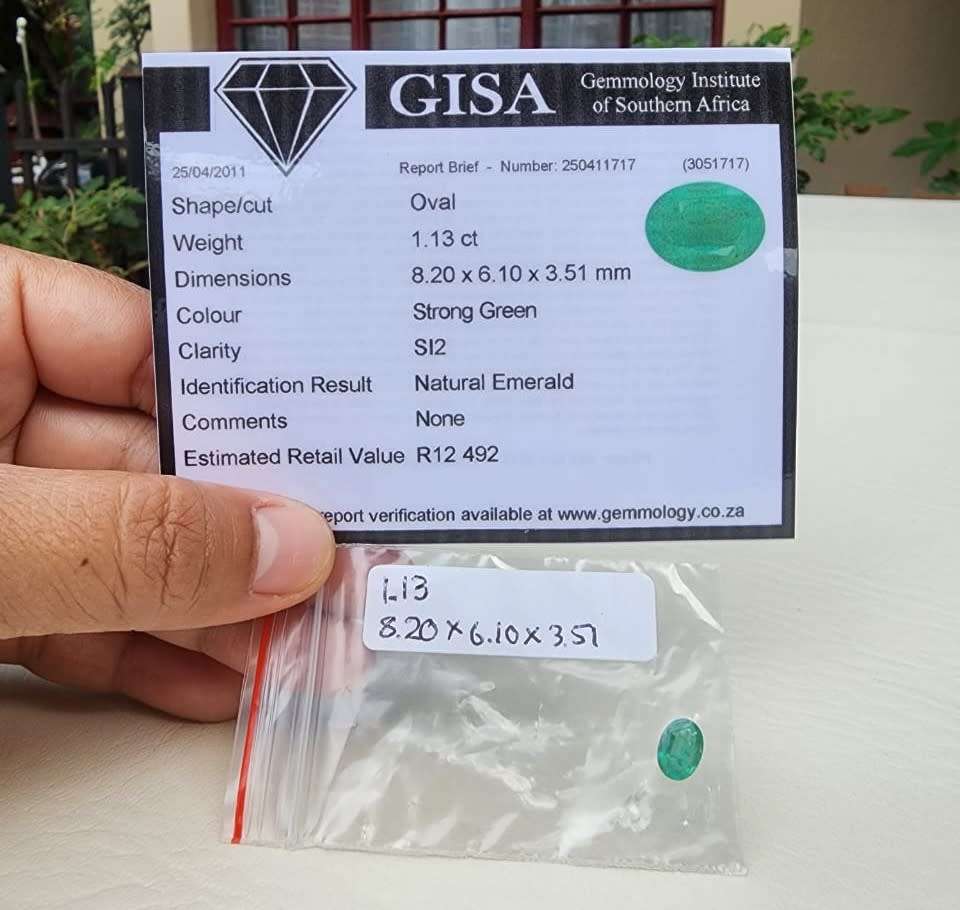 GISA
Gemmology Institute
of Southern Africa
25/04/2011 Report Brief - Number: 250411717 (3051717)
Shape/cut Oval
Weight 1.13 ct
Dimensions 8.20 x 6.10 x 3.51 mm
Colour Strong Green
Clarity SI2
Identification Result Natural Emerald
Comments None
Estimated Retail Value R12 492
report verification available at www.gemmology.co.za
1.13
8.20 x 6.10 x 3.51